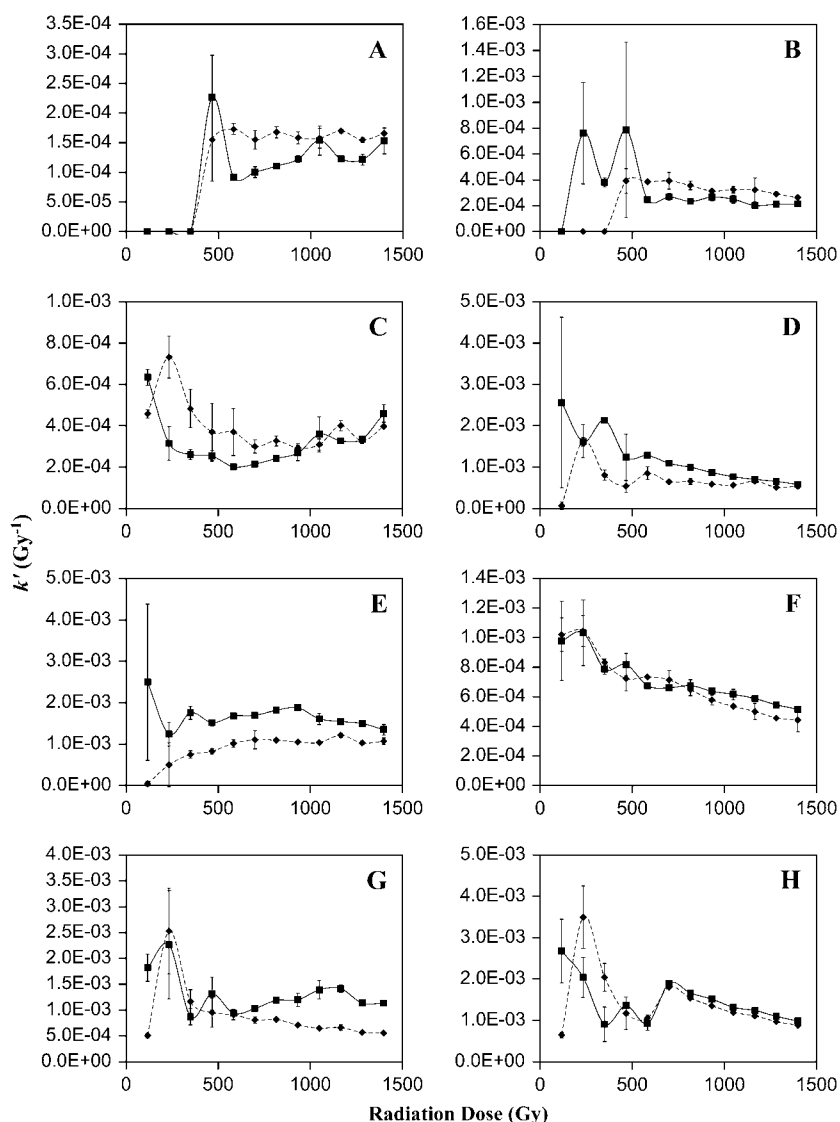 A
3.5E-04
3.0E-04
2.5E-04
2.0E-04
1.5E-04
1.0E-04
5.0E-05
0.0E+00
0 500 1000 1500
B
1.6E-03
1.4E-03
1.2E-03
1.0E-03
8.0E-04
6.0E-04
4.0E-04
2.0E-04
0.0E+00
0 500 1000 1500
C
1.0E-03
8.0E-04
6.0E-04
4.0E-04
2.0E-04
0.0E+00
0 500 1000 1500
D
5.0E-03
4.0E-03
3.0E-03
2.0E-03
1.0E-03
0.0E+00
0 500 1000 1500
k' (Gy-1)
E
5.0E-03
4.0E-03
3.0E-03
2.0E-03
1.0E-03
0.0E+00
0 500 1000 1500
F
1.4E-03
1.2E-03
1.0E-03
8.0E-04
6.0E-04
4.0E-04
2.0E-04
0.0E+00
0 500 1000 1500
G
4.0E-03
3.5E-03
3.0E-03
2.5E-03
2.0E-03
1.5E-03
1.0E-03
5.0E-04
0.0E+00
0 500 1000 1500
H
5.0E-03
4.0E-03
3.0E-03
2.0E-03
1.0E-03
0.0E+00
0 500 1000 1500
Radiation Dose (Gy)